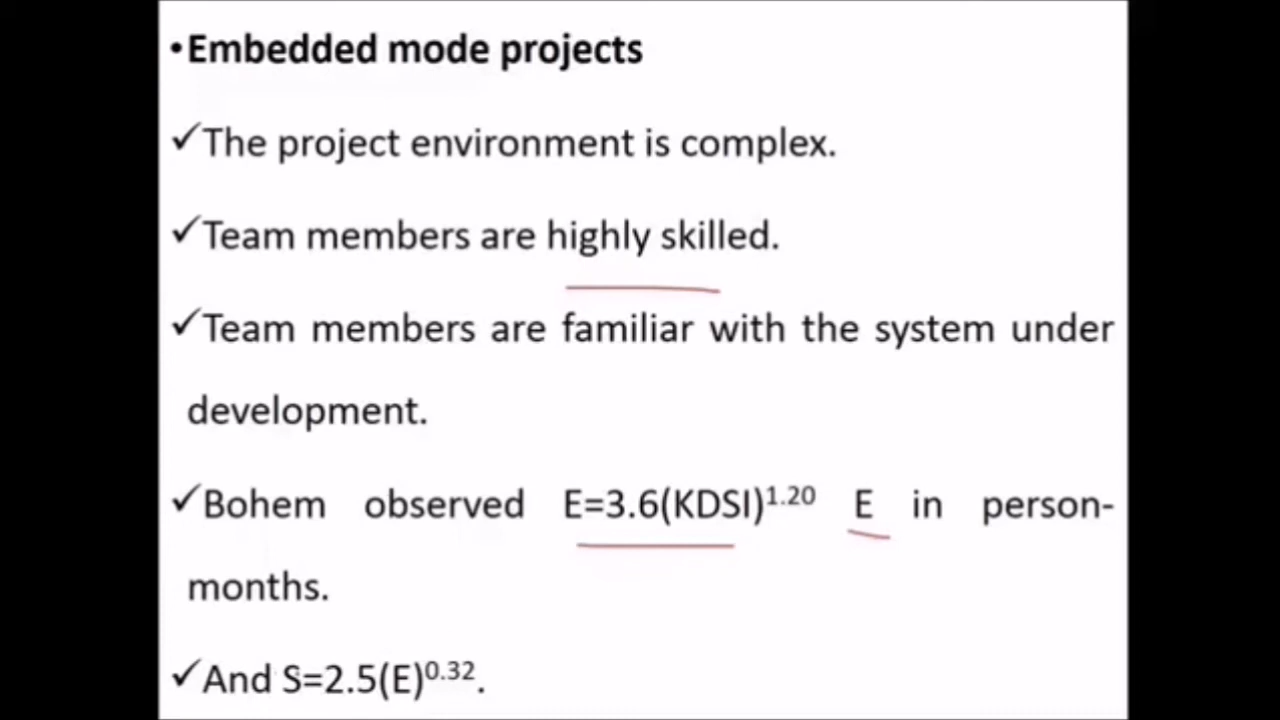 •Embedded mode projects
✓The project environment is complex.
✓Team members are highly skilled.
✓Team members are familiar with the system under
development.
✓Bohem observed E=3.6(KDSI)^1.20 E in person-
months.
✓And S=2.5(E)^0.32.